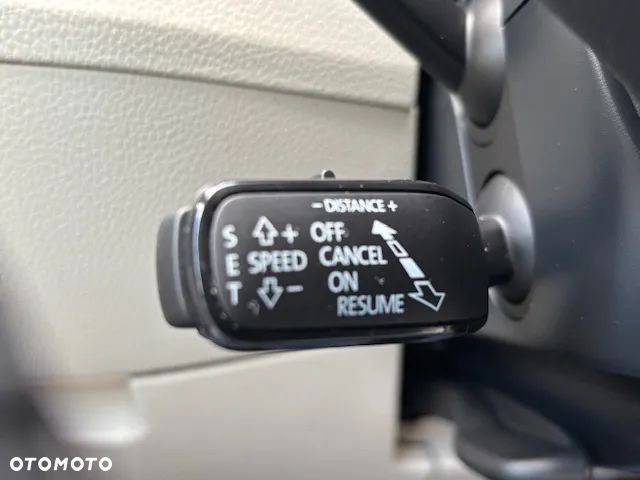 - DISTANCE +
S + OFF
E SPEED CANCEL
T - ON
RESUME
OTOMOTO